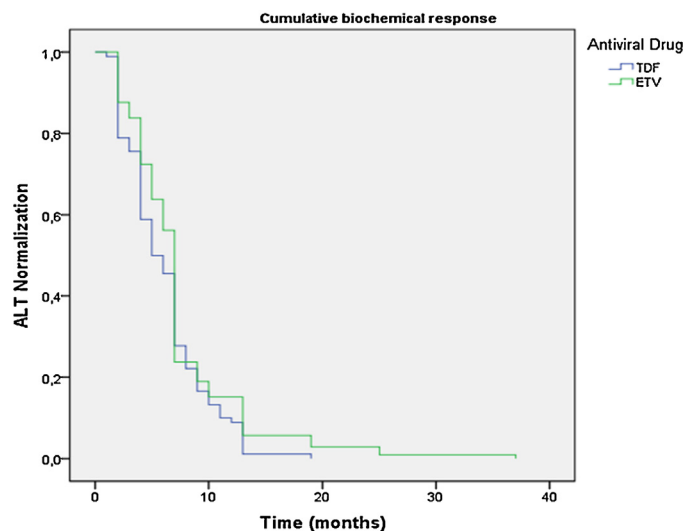 Cumulative biochemical response
Antiviral Drug
TDF
ETV
ALT Normalization
1,0
0,8
0,6
0,4
0,2
0,0
0 10 20 30 40
Time (months)